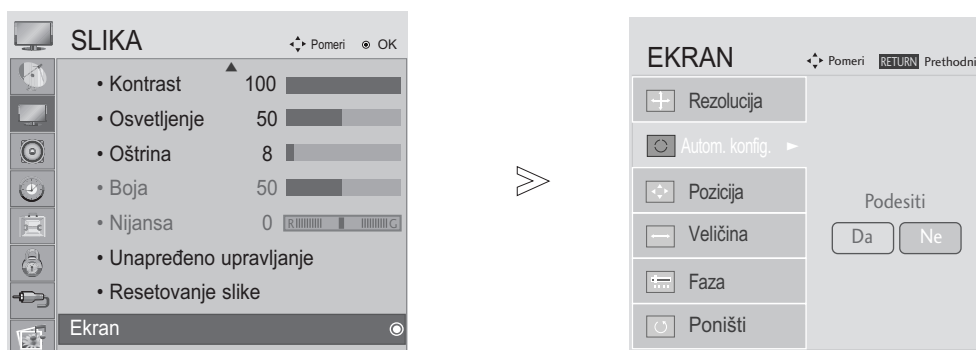 SLIKA
Pomeri OK
• Kontrast 100
• Osvetljenje 50
• Oštrina 8
• Boja 50
• Nijansa 0 R G
• Unapređeno upravljanje
• Resetovanje slike
Ekran
EKRAN
Pomeri RETURN Prethodni
Rezolucija
Autom. konfig.
Pozicija
Veličina
Faza
Poništi
Podesiti
Da Ne